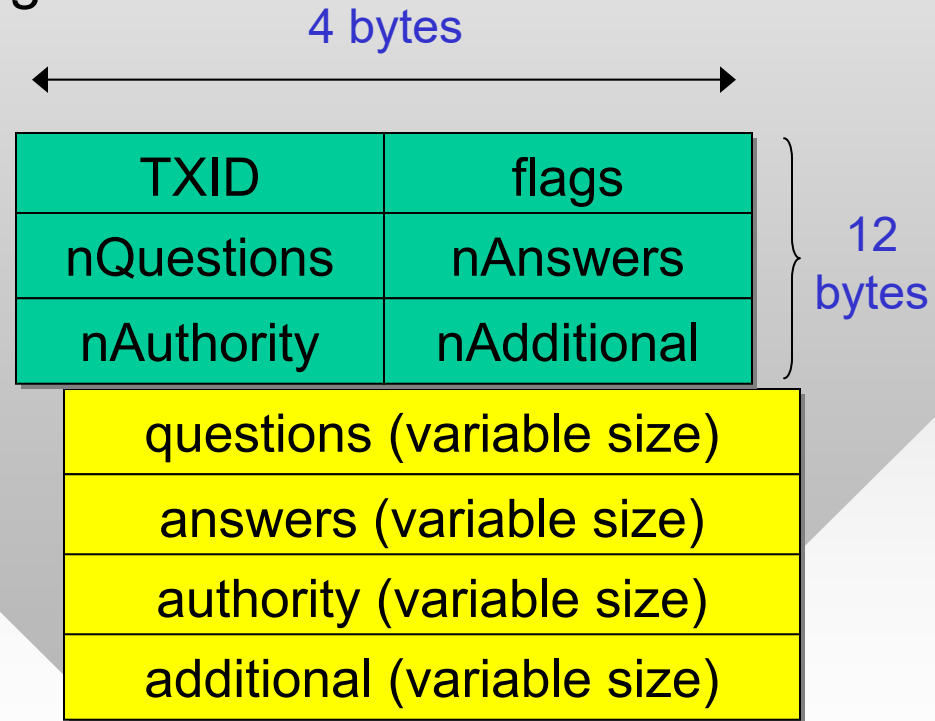 4 bytes
TXID flags
nQuestions nAnswers
12
bytes
nAuthority nAdditional
questions (variable size)
answers (variable size)
authority (variable size)
additional (variable size)